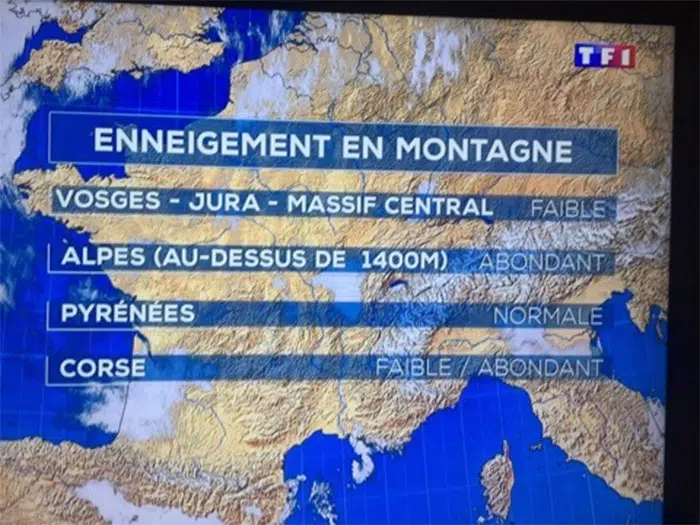 TF1
ENNEIGEMENT EN MONTAGNE
VOSGES - JURA - MASSIF CENTRAL FAIBLE
ALPES (AU-DESSUS DE 1400M) ABONDANT
PYRÉNÉES NORMALE
CORSE FAIBLE / ABONDANT